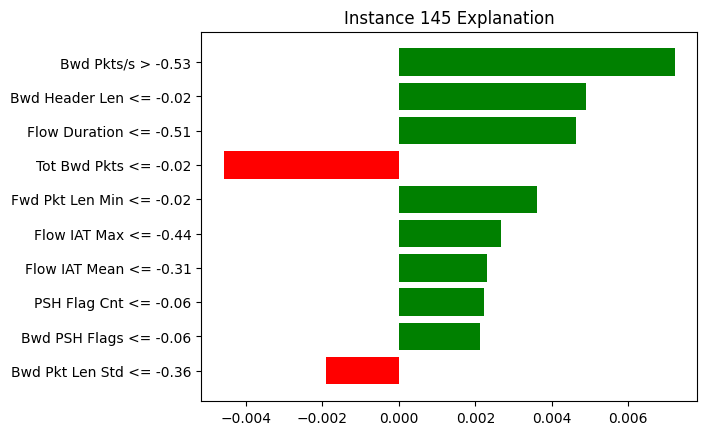 Instance 145 Explanation
Bwd Pkts/s > -0.53
Bwd Header Len <= -0.02
Flow Duration <= -0.51
Tot Bwd Pkts <= -0.02
Fwd Pkt Len Min <= -0.02
Flow IAT Max <= -0.44
Flow IAT Mean <= -0.31
PSH Flag Cnt <= -0.06
Bwd PSH Flags <= -0.06
Bwd Pkt Len Std <= -0.36
−0.004 −0.002 0.000 0.002 0.004 0.006